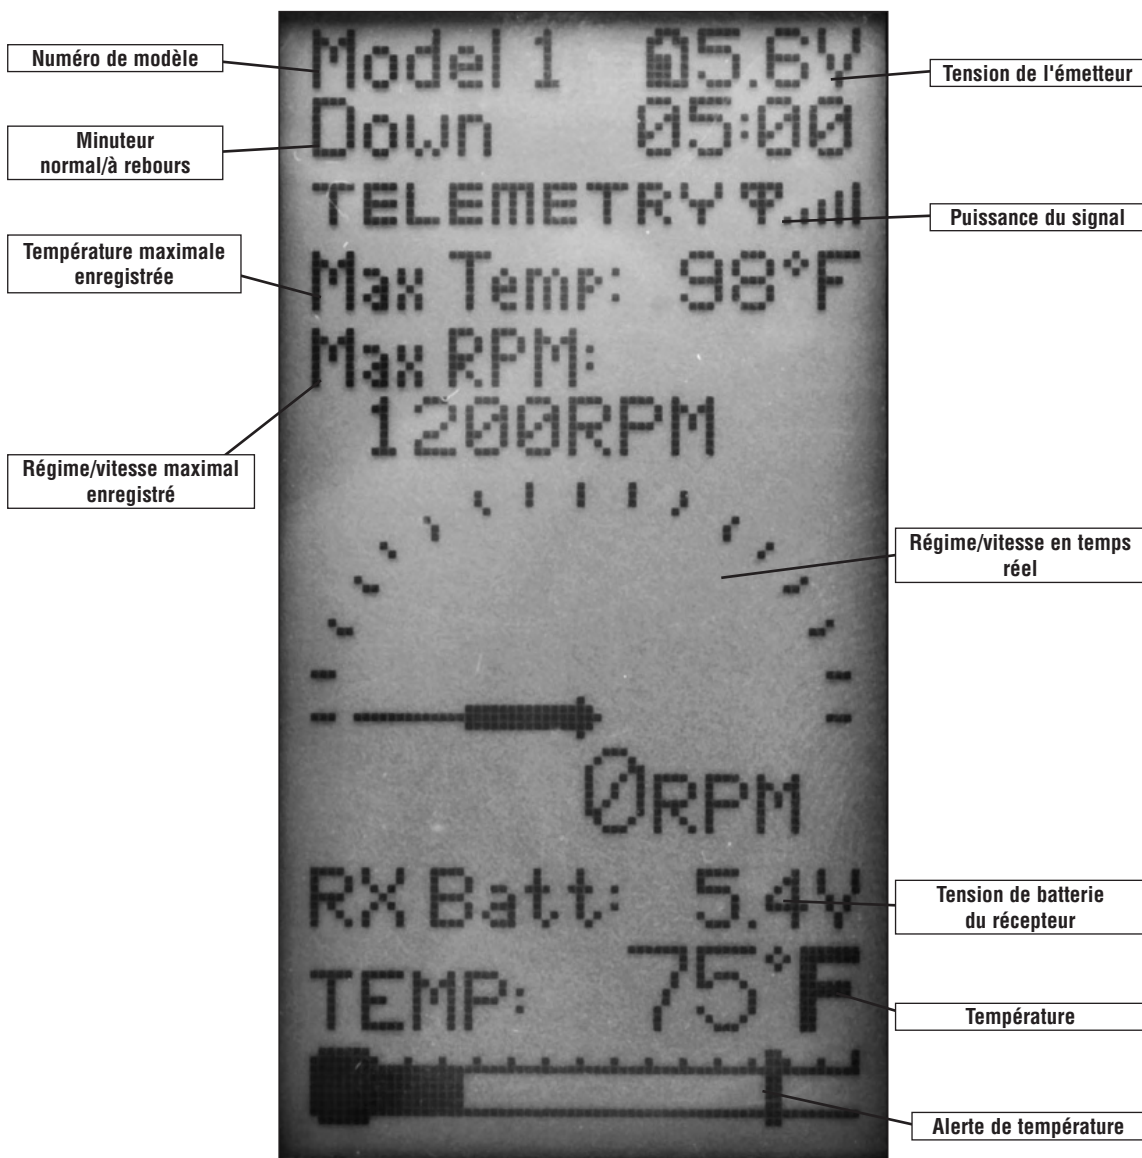 Numéro de modèle
Minuteur
normal/à rebours
Température maximale
enregistrée
Régime/vitesse maximal
enregistré
Model 1 05.6V
Down 05:00
TELEMETRY
Max Temp: 98°F
Max RPM:
1200RPM
0RPM
RX Batt: 5.4V
TEMP: 75°F
Tension de l'émetteur
Puissance du signal
Régime/vitesse en temps
réel
Tension de batterie
du récepteur
Température
Alerte de température